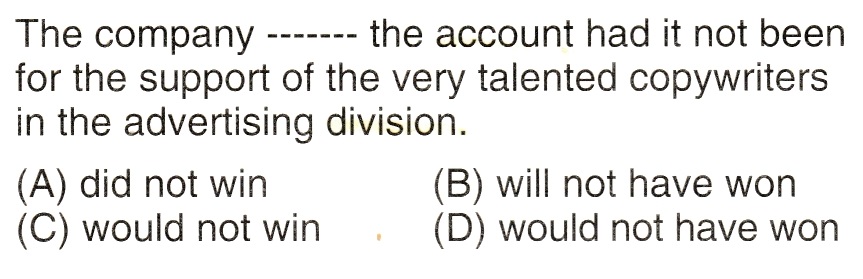 The company ------- the account had it not been
for the support of the very talented copywriters
in the advertising division.
(A) did not win (B) will not have won
(C) would not win (D) would not have won